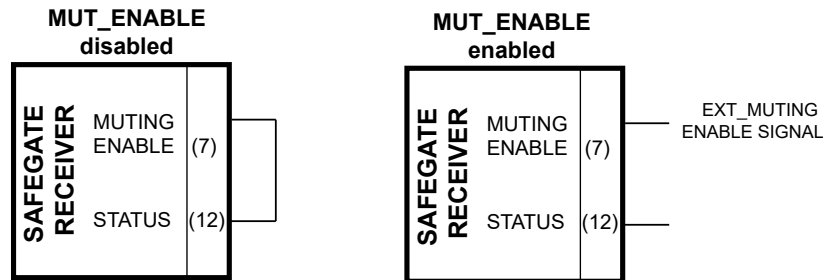 MUT_ENABLE
disabled
SAFEGATE
RECEIVER
MUTING
ENABLE
(7)
STATUS
(12)
MUT_ENABLE
enabled
SAFEGATE
RECEIVER
MUTING
ENABLE
(7)
STATUS
(12)
EXT_MUTING
ENABLE SIGNAL